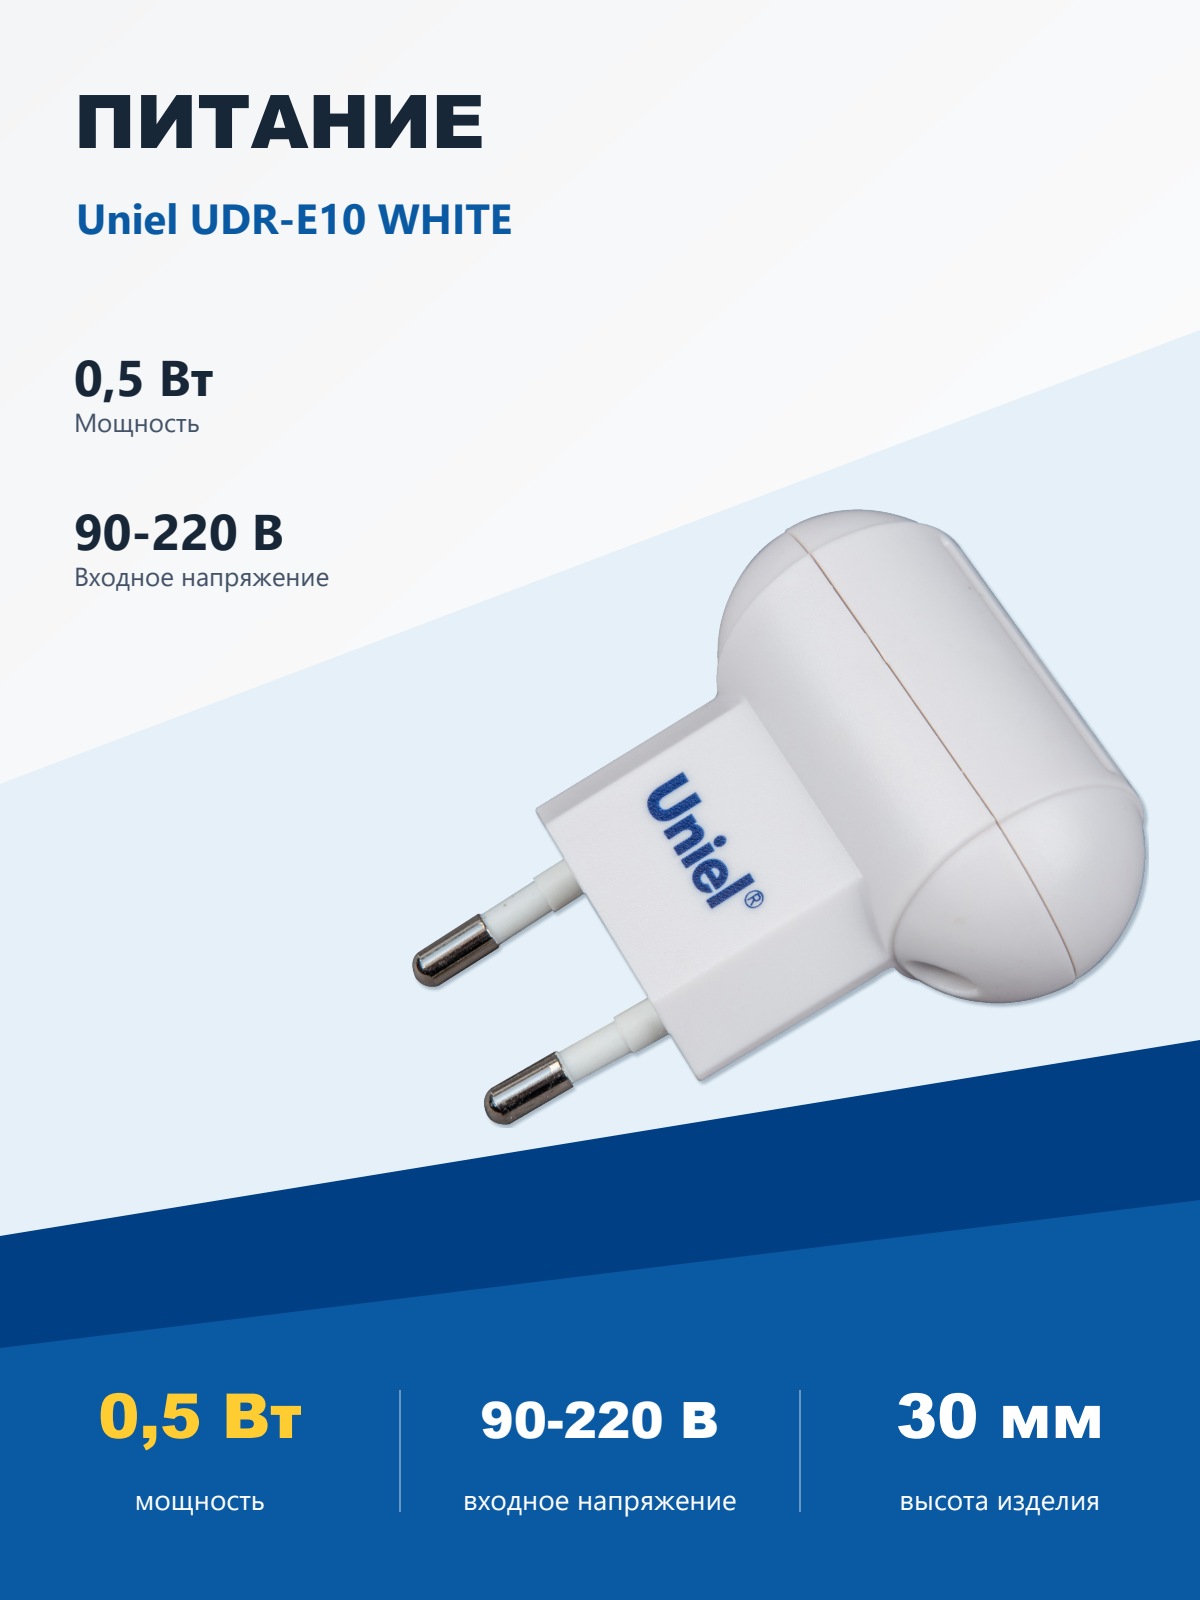 ПИТАНИЕ
Uniel UDR-E10 WHITE
0,5 Вт
Мощность
90-220 В
Входное напряжение
Uniel®
0,5 Вт
мощность
90-220 В
входное напряжение
30 мм
высота изделия